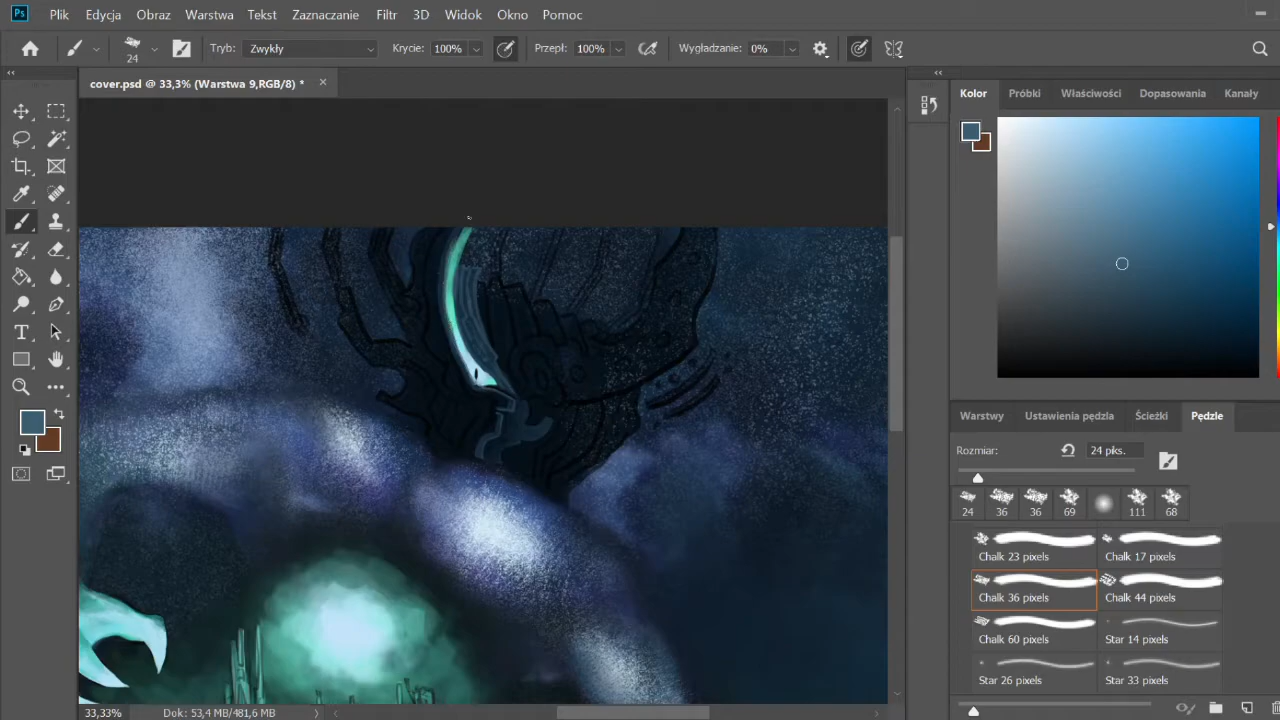 Ps Plik Edycja Obraz Warstwa Tekst Zaznaczanie Filtr 3D Widok Okno Pomoc
24 Tryb: Zwykły Krycie: 100% Przepł: 100% Wygładzanie: 0%
cover.psd @ 33,3% (Warstwa 9,RGB/8) *
Kolor Próbki Właściwości Dopasowania Kanały
Warstwy Ustawienia pędzla Ścieżki Pędzle
Rozmiar: 24 piks.
24 36 36 69 111 68
Chalk 23 pixels Chalk 17 pixels
Chalk 36 pixels Chalk 44 pixels
Chalk 60 pixels Star 14 pixels
Star 26 pixels Star 33 pixels
33,33% Dok: 53,4 MB/481,6 MB